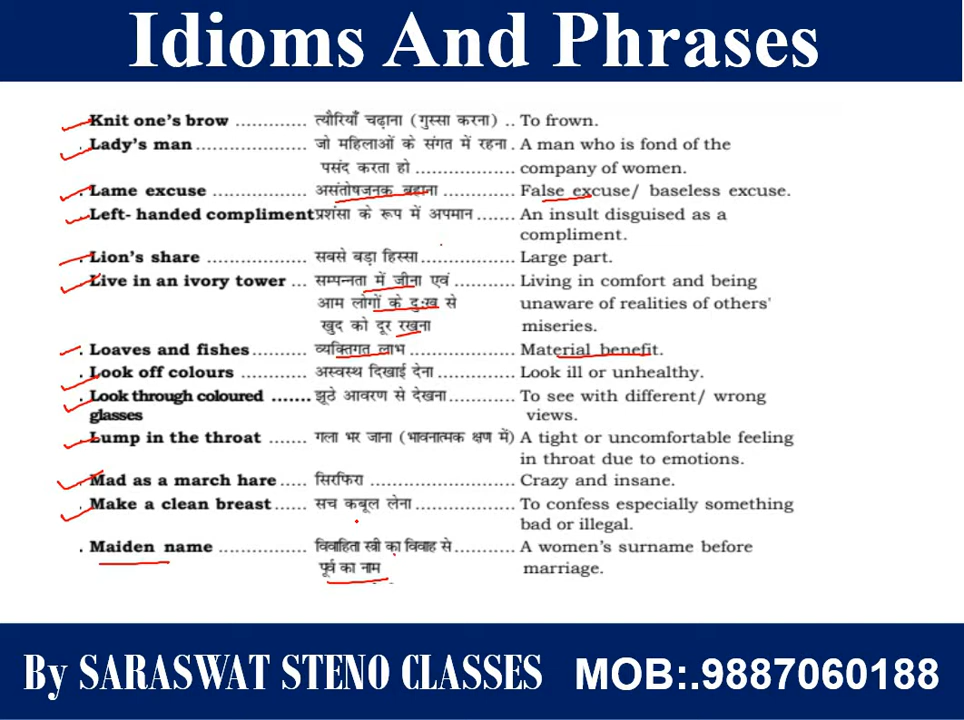 Idioms And Phrases
Knit one's brow ............. त्यौरियाँ चढ़ाना (गुस्सा करना) .. To frown.
. Lady's man .................... जो महिलाओं के संगत में रहना . A man who is fond of the
पसंद करता हो .................. company of women.
. Lame excuse ................. असंतोषजनक बहाना ............. False excuse/ baseless excuse.
. Left- handed compliment प्रशंसा के रूप में अपमान ....... An insult disguised as a
compliment.
. Lion's share .................. सबसे बड़ा हिस्सा ................. Large part.
. Live in an ivory tower ... सम्पन्नता में जीना एवं ........... Living in comfort and being
आम लोगों के दुःख से unaware of realities of others'
खुद को दूर रखना miseries.
. Loaves and fishes .......... व्यक्तिगत लाभ ................... Material benefit.
. Look off colours ............. अस्वस्थ दिखाई देना .............. Look ill or unhealthy.
. Look through coloured ....... झूठे आवरण से देखना ............ To see with different/ wrong
glasses views.
. Lump in the throat ....... गला भर जाना (भावनात्मक क्षण में) A tight or uncomfortable feeling
in throat due to emotions.
. Mad as a march hare ..... सिरफिरा .......................... Crazy and insane.
. Make a clean breast ...... सच कबूल लेना .................. To confess especially something
bad or illegal.
. Maiden name ................ विवाहिता स्त्री का विवाह से ........... A women's surname before
पूर्व का नाम marriage.
By SARASWAT STENO CLASSES MOB:.9887060188